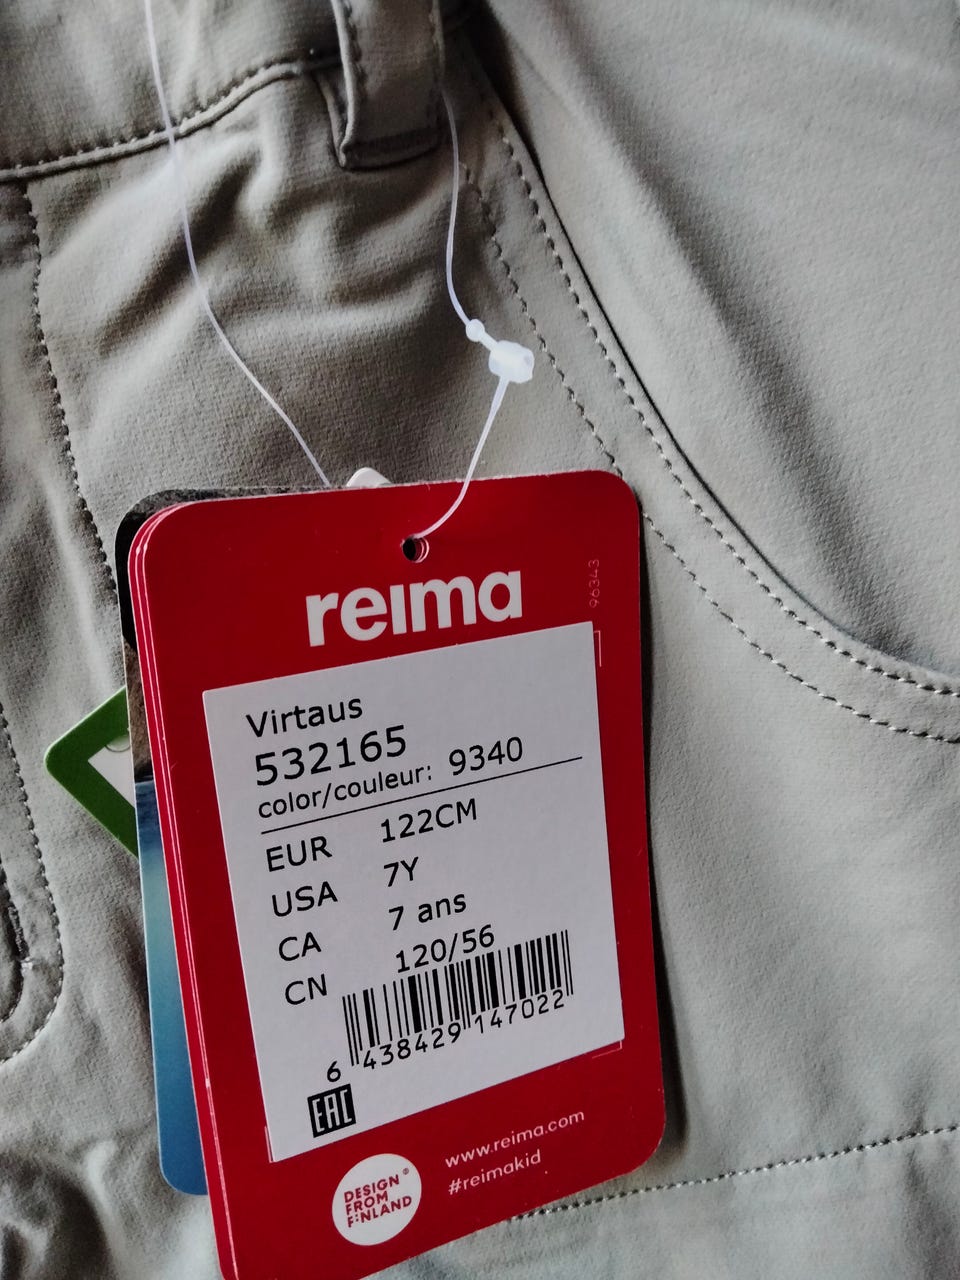 reima
96343
Virtaus
532165
color/couleur: 9340
EUR 122CM
USA 7Y
CA 7 ans
CN 120/56
6 438429 147022
EAC
DESIGN ®
FROM
FINLAND
www.reima.com
#reimakid